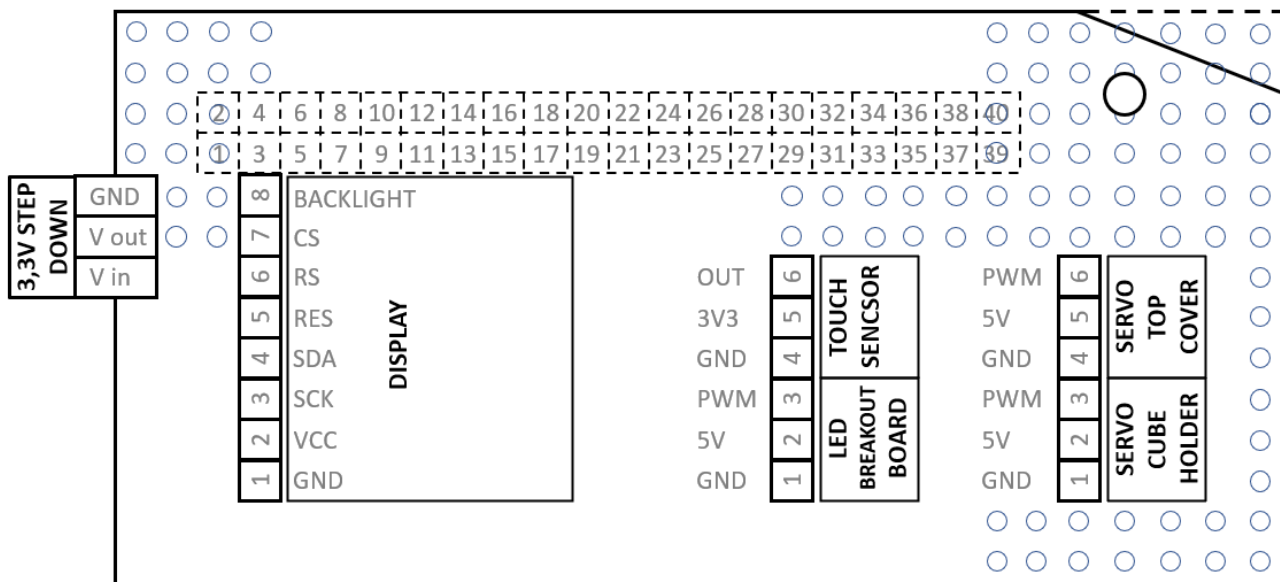 2 4 6 8 10 12 14 16 18 20 22 24 26 28 30 32 34 36 38 40
1 3 5 7 9 11 13 15 17 19 21 23 25 27 29 31 33 35 37 39
3,3V STEP
DOWN
GND
V out
V in
8 BACKLIGHT
7 CS
6 RS
5 RES
4 SDA
3 SCK
2 VCC
1 GND
DISPLAY
OUT 6
3V3 5
GND 4
PWM 3
5V 2
GND 1
TOUCH
SENCSOR
LED
BREAKOUT
BOARD
PWM 6
5V 5
GND 4
PWM 3
5V 2
GND 1
SERVO
TOP
COVER
SERVO
CUBE
HOLDER